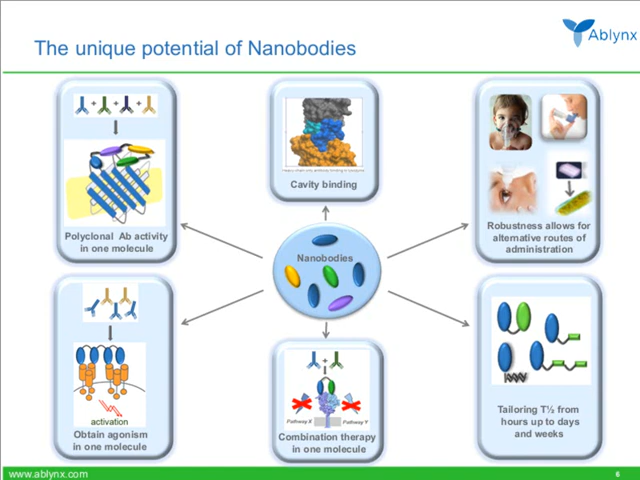 The unique potential of Nanobodies
Ablynx
Polyclonal Ab activity
in one molecule
Cavity binding
Robustness allows for
alternative routes of
administration
Nanobodies
activation
Obtain agonism
in one molecule
Pathway X
Pathway Y
Combination therapy
in one molecule
Tailoring T½ from
hours up to days
and weeks
www.ablynx.com
6